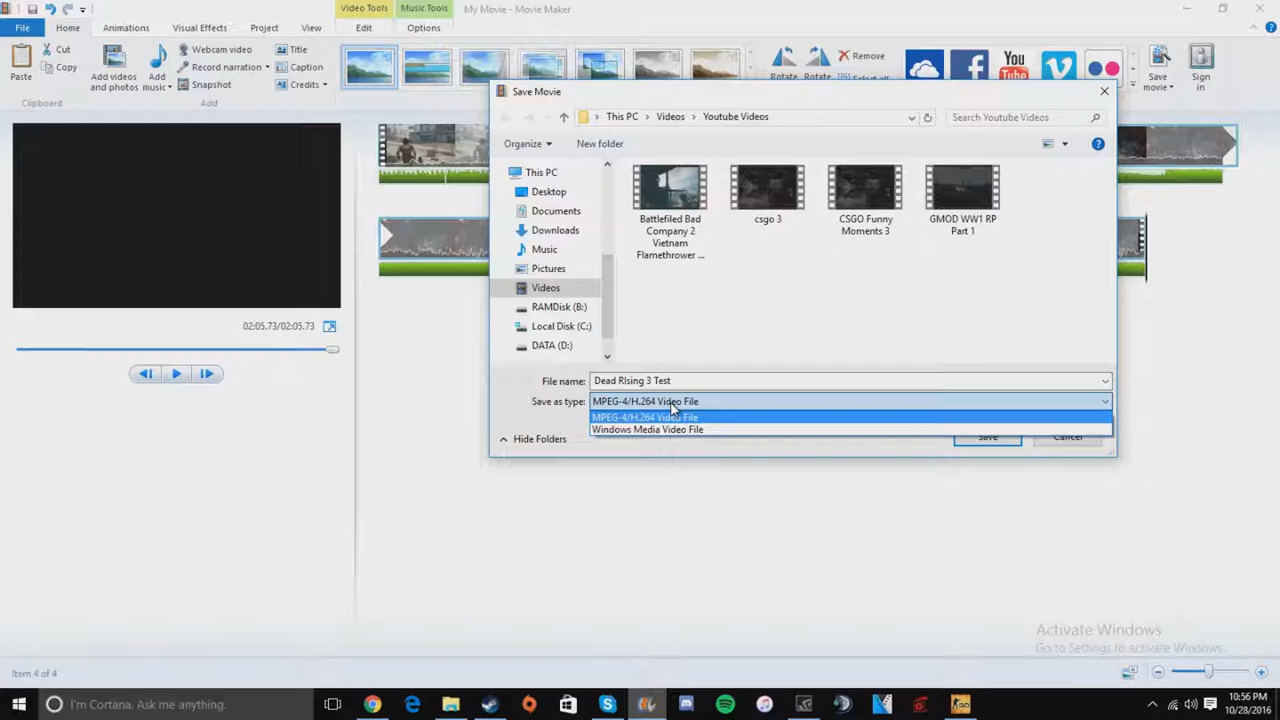 Video Tools
Music Tools
My Movie - Movie Maker
File
Home
Animations
Visual Effects
Project
View
Edit
Options
Paste
Cut
Copy
Clipboard
Add videos
and photos
Add
music
Webcam video
Record narration
Snapshot
Title
Caption
Credits
Add
Rotate
Rotate
Remove
You
Tube
Save
movie
Sign
in
Save Movie
This PC
Videos
Youtube Videos
Search Youtube Videos
Organize
New folder
This PC
Desktop
Documents
Downloads
Music
Pictures
Videos
RAMDisk (B:)
Local Disk (C:)
DATA (D:)
Battlefiled Bad
Company 2
Vietnam
Flamethrower ...
csgo 3
CSGO Funny
Moments 3
GMOD WW1 RP
Part 1
File name:
Dead RIsing 3 Test
Save as type:
MPEG-4/H.264 Video File
MPEG-4/H.264 Video File
Windows Media Video File
Hide Folders
Save
Cancel
02:05.73/02:05.73
Activate Windows
Go to Settings to activate Windows.
Item 4 of 4
I'm Cortana. Ask me anything.
10:56 PM
10/28/2016